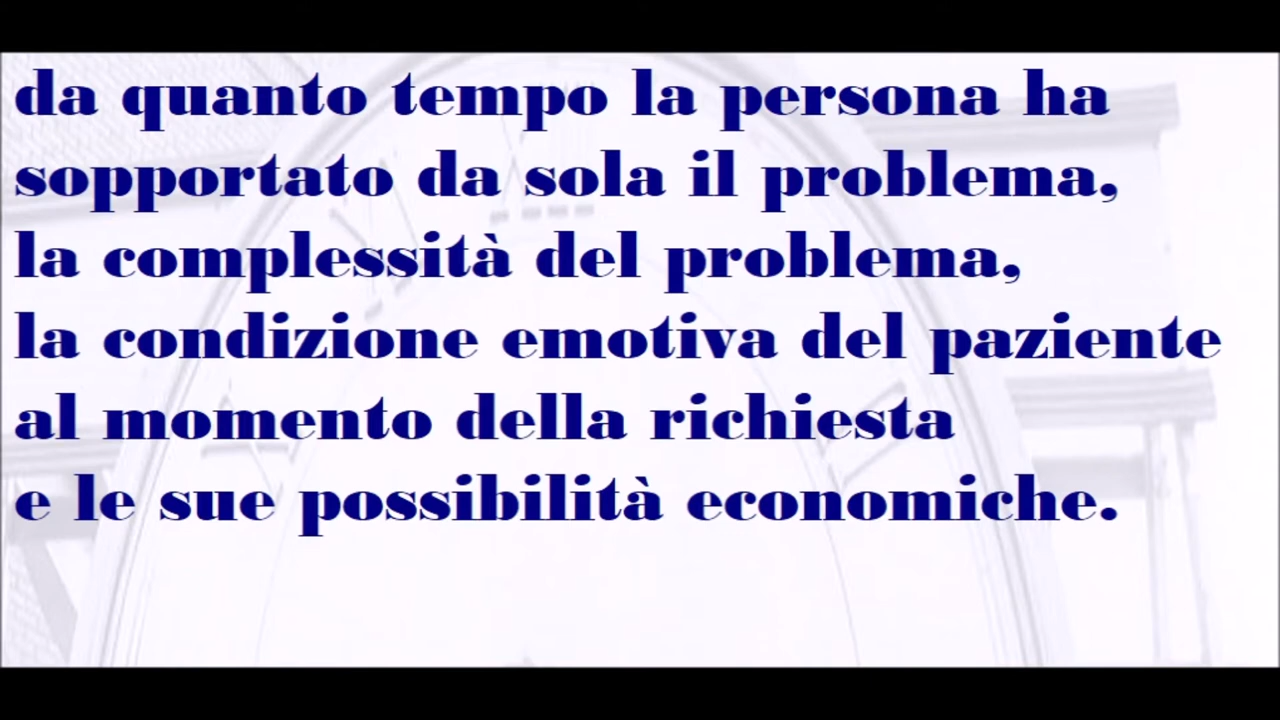 da quanto tempo la persona ha
sopportato da sola il problema,
la complessità del problema,
la condizione emotiva del paziente
al momento della richiesta
e le sue possibilità economiche.